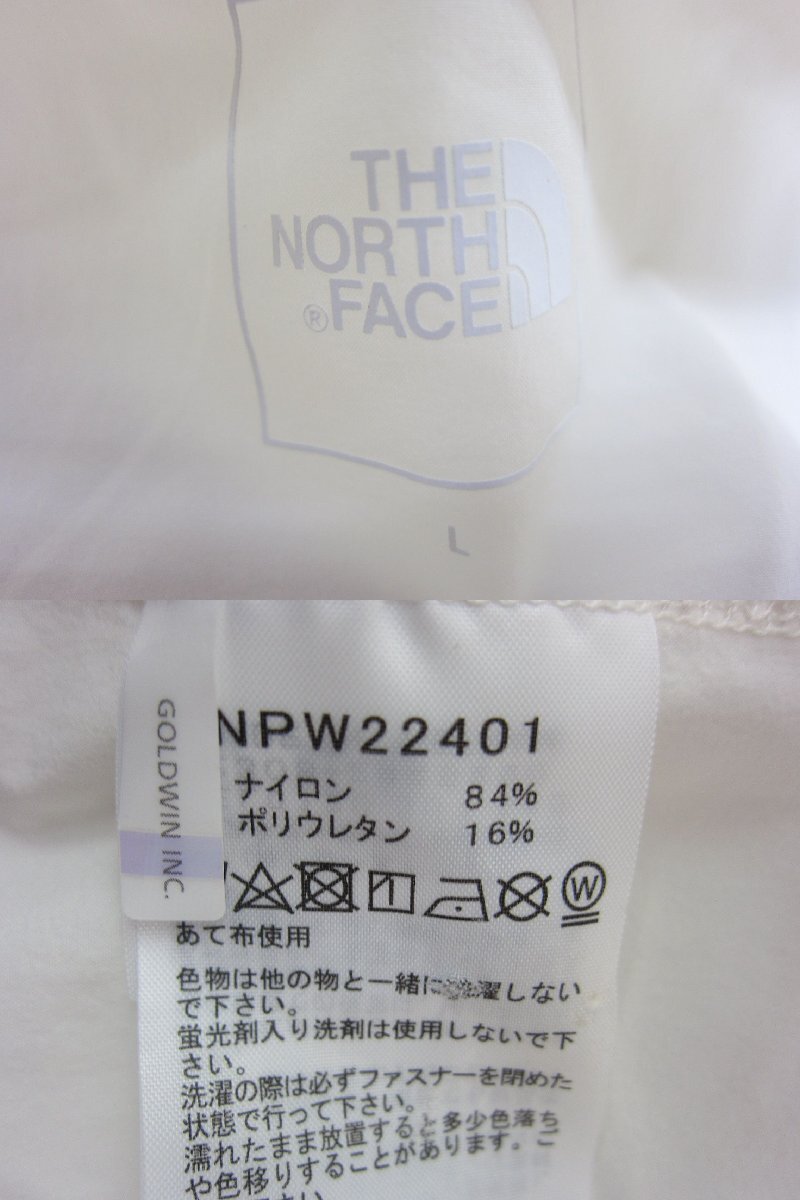 THE
NORTH
® FACE
L
GOLDWIN INC.
NPW22401
ナイロン 84%
ポリウレタン 16%
W
あて布使用
色物は他の物と一緒に洗濯しない
で下さい。
蛍光剤入り洗剤は使用しないで下
さい。
洗濯の際は必ずファスナーを閉めた
状態で行って下さい。
濡れたまま放置すると多少色落ち
や色移りすることがあります。ご